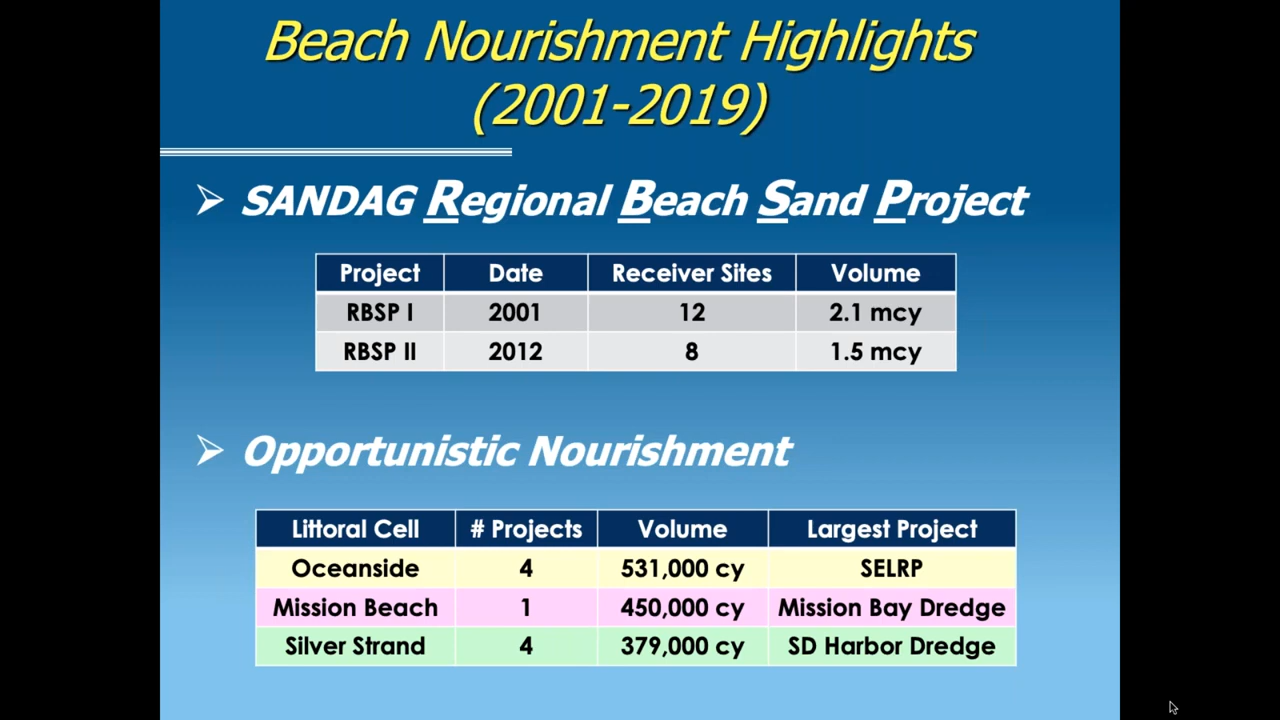 Beach Nourishment Highlights
(2001-2019)
SANDAG Regional Beach Sand Project
Project Date Receiver Sites Volume
RBSP I 2001 12 2.1 mcy
RBSP II 2012 8 1.5 mcy
Opportunistic Nourishment
Littoral Cell # Projects Volume Largest Project
Oceanside 4 531,000 cy SELRP
Mission Beach 1 450,000 cy Mission Bay Dredge
Silver Strand 4 379,000 cy SD Harbor Dredge